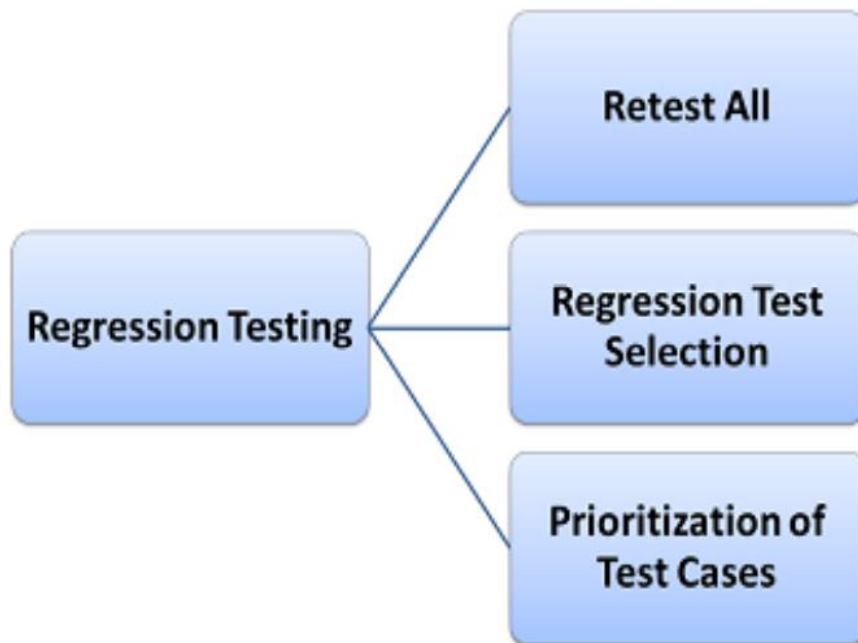 Retest All
Regression Testing
Regression Test
Selection
Prioritization of
Test Cases